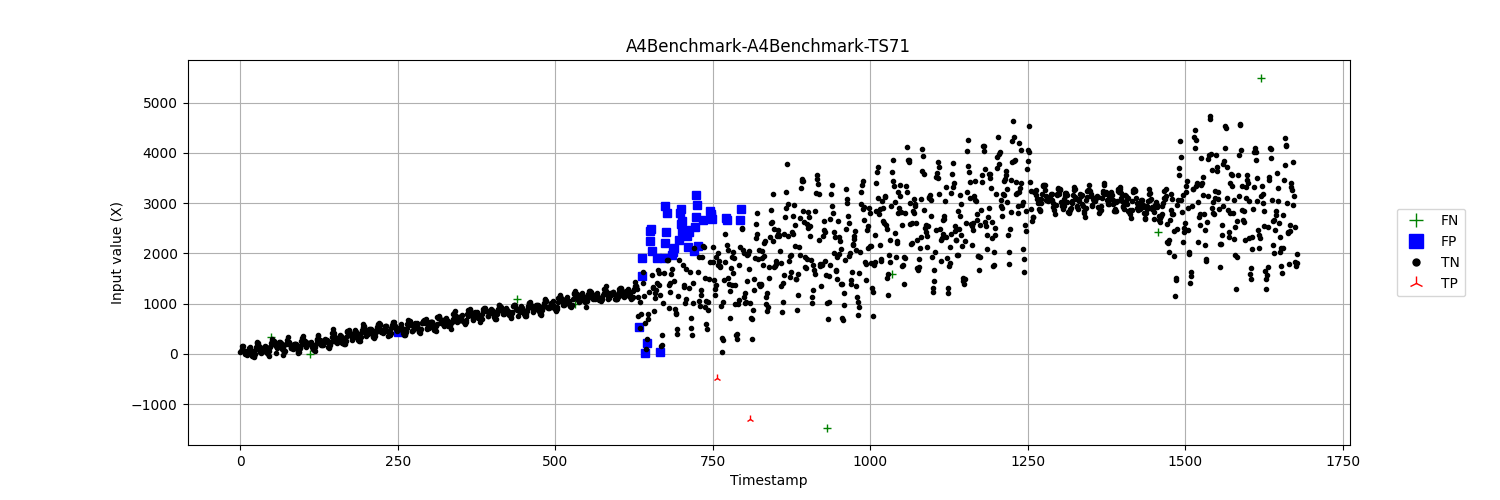 A4Benchmark-A4Benchmark-TS71
Input value (X)
5000
4000
3000
2000
1000
0
−1000
0 250 500 750 1000 1250 1500 1750
Timestamp
FN
FP
TN
TP